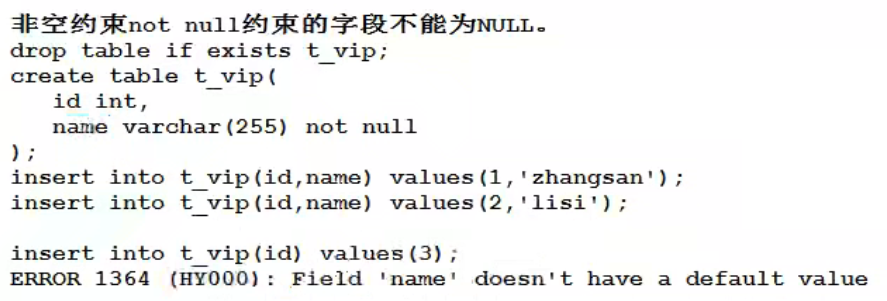 非空约束not null约束的字段不能为NULL。
drop table if exists t_vip;
create table t_vip(
   id int,
   name varchar(255) not null
);
insert into t_vip(id,name) values(1,'zhangsan');
insert into t_vip(id,name) values(2,'lisi');

insert into t_vip(id) values(3);
ERROR 1364 (HY000): Field 'name' doesn't have a default value